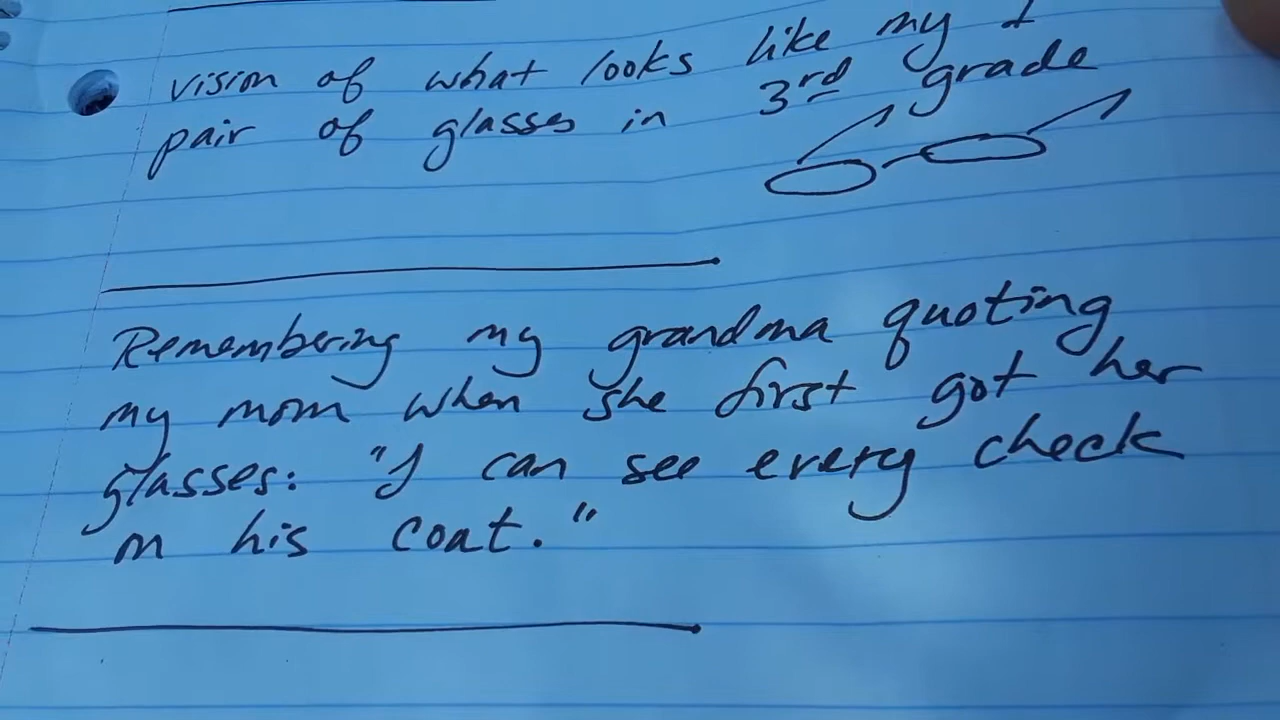 vision of what looks like my
pair of glasses in 3rd grade
Remembering my grandma quoting
my mom when she first got her
glasses: "I can see every check
on his coat."